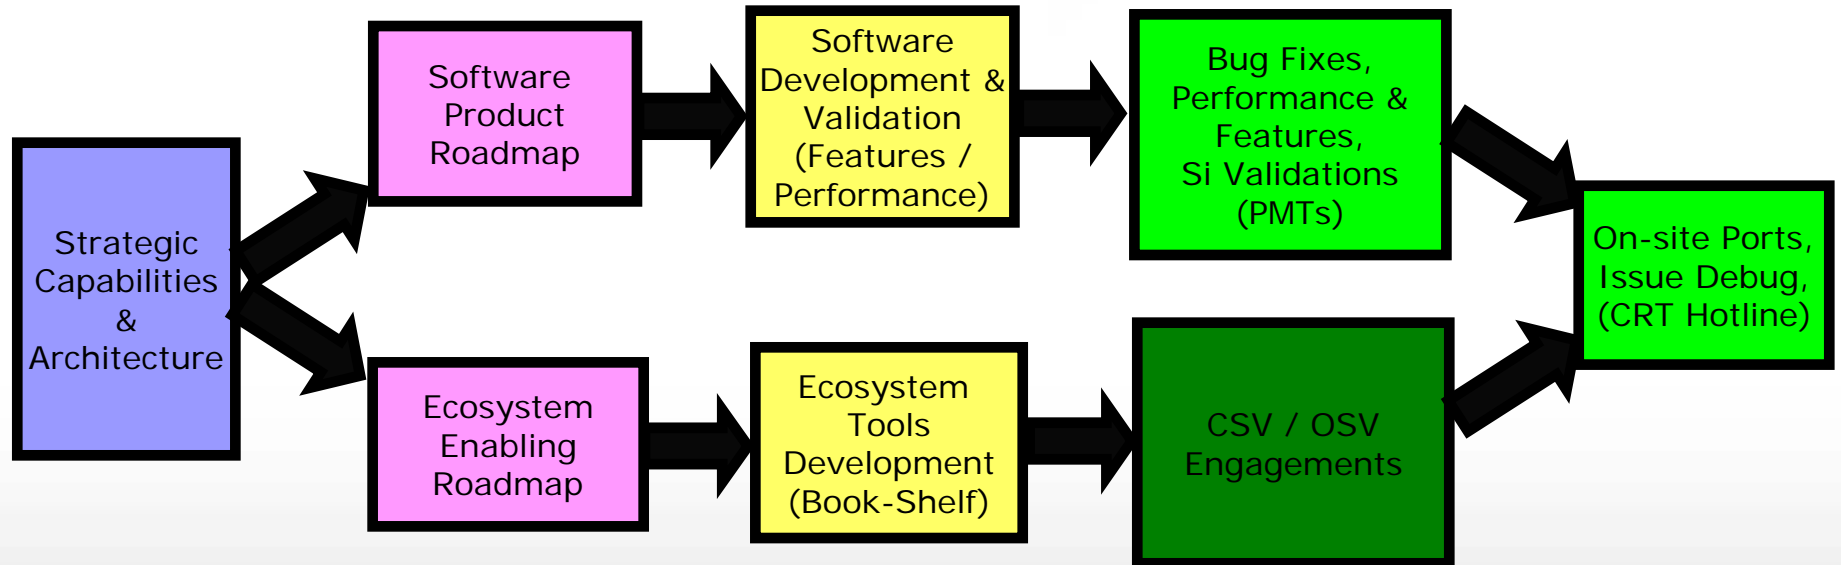 Strategic
Capabilities
&
Architecture
Software
Product
Roadmap
Software
Development &
Validation
(Features /
Performance)
Bug Fixes,
Performance &
Features,
Si Validations
(PMTs)
Ecosystem
Enabling
Roadmap
Ecosystem
Tools
Development
(Book-Shelf)
CSV / OSV
Engagements
On-site Ports,
Issue Debug,
(CRT Hotline)